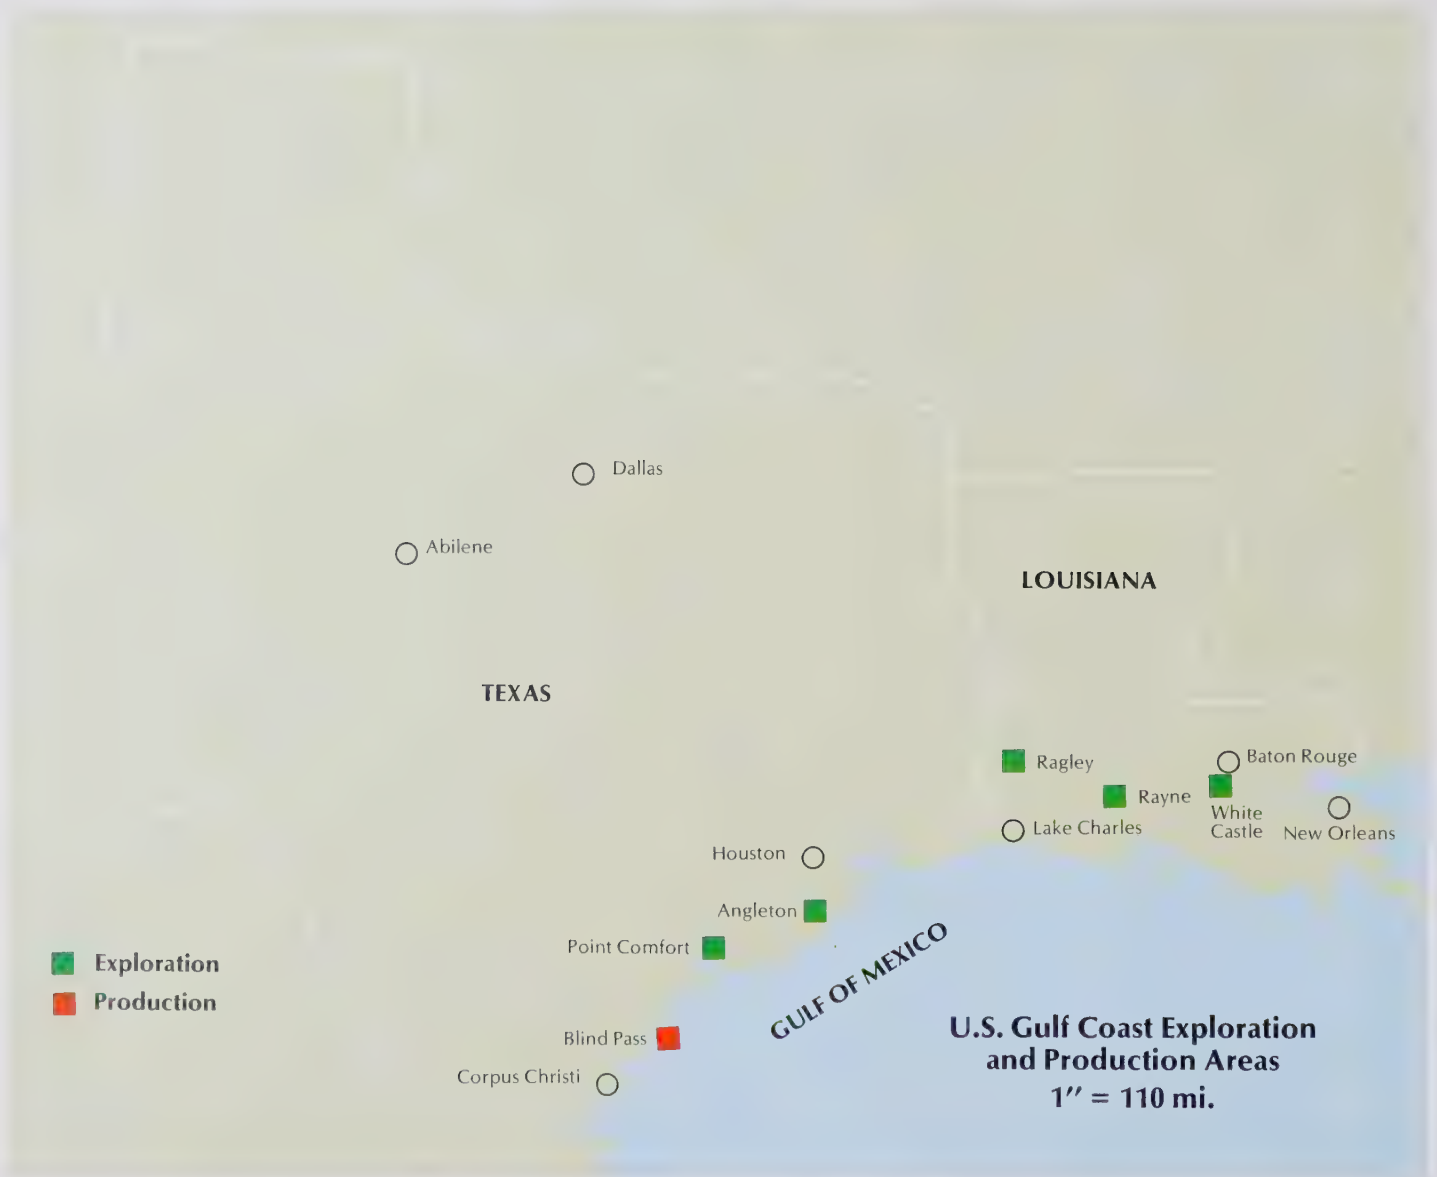 Dallas
Abilene
LOUISIANA
TEXAS
Ragley
Baton Rouge
Rayne
White
Castle
New Orleans
Lake Charles
Houston
Angleton
Point Comfort
GULF OF MEXICO
Exploration
Production
Blind Pass
Corpus Christi
U.S. Gulf Coast Exploration
and Production Areas
1″ = 110 mi.